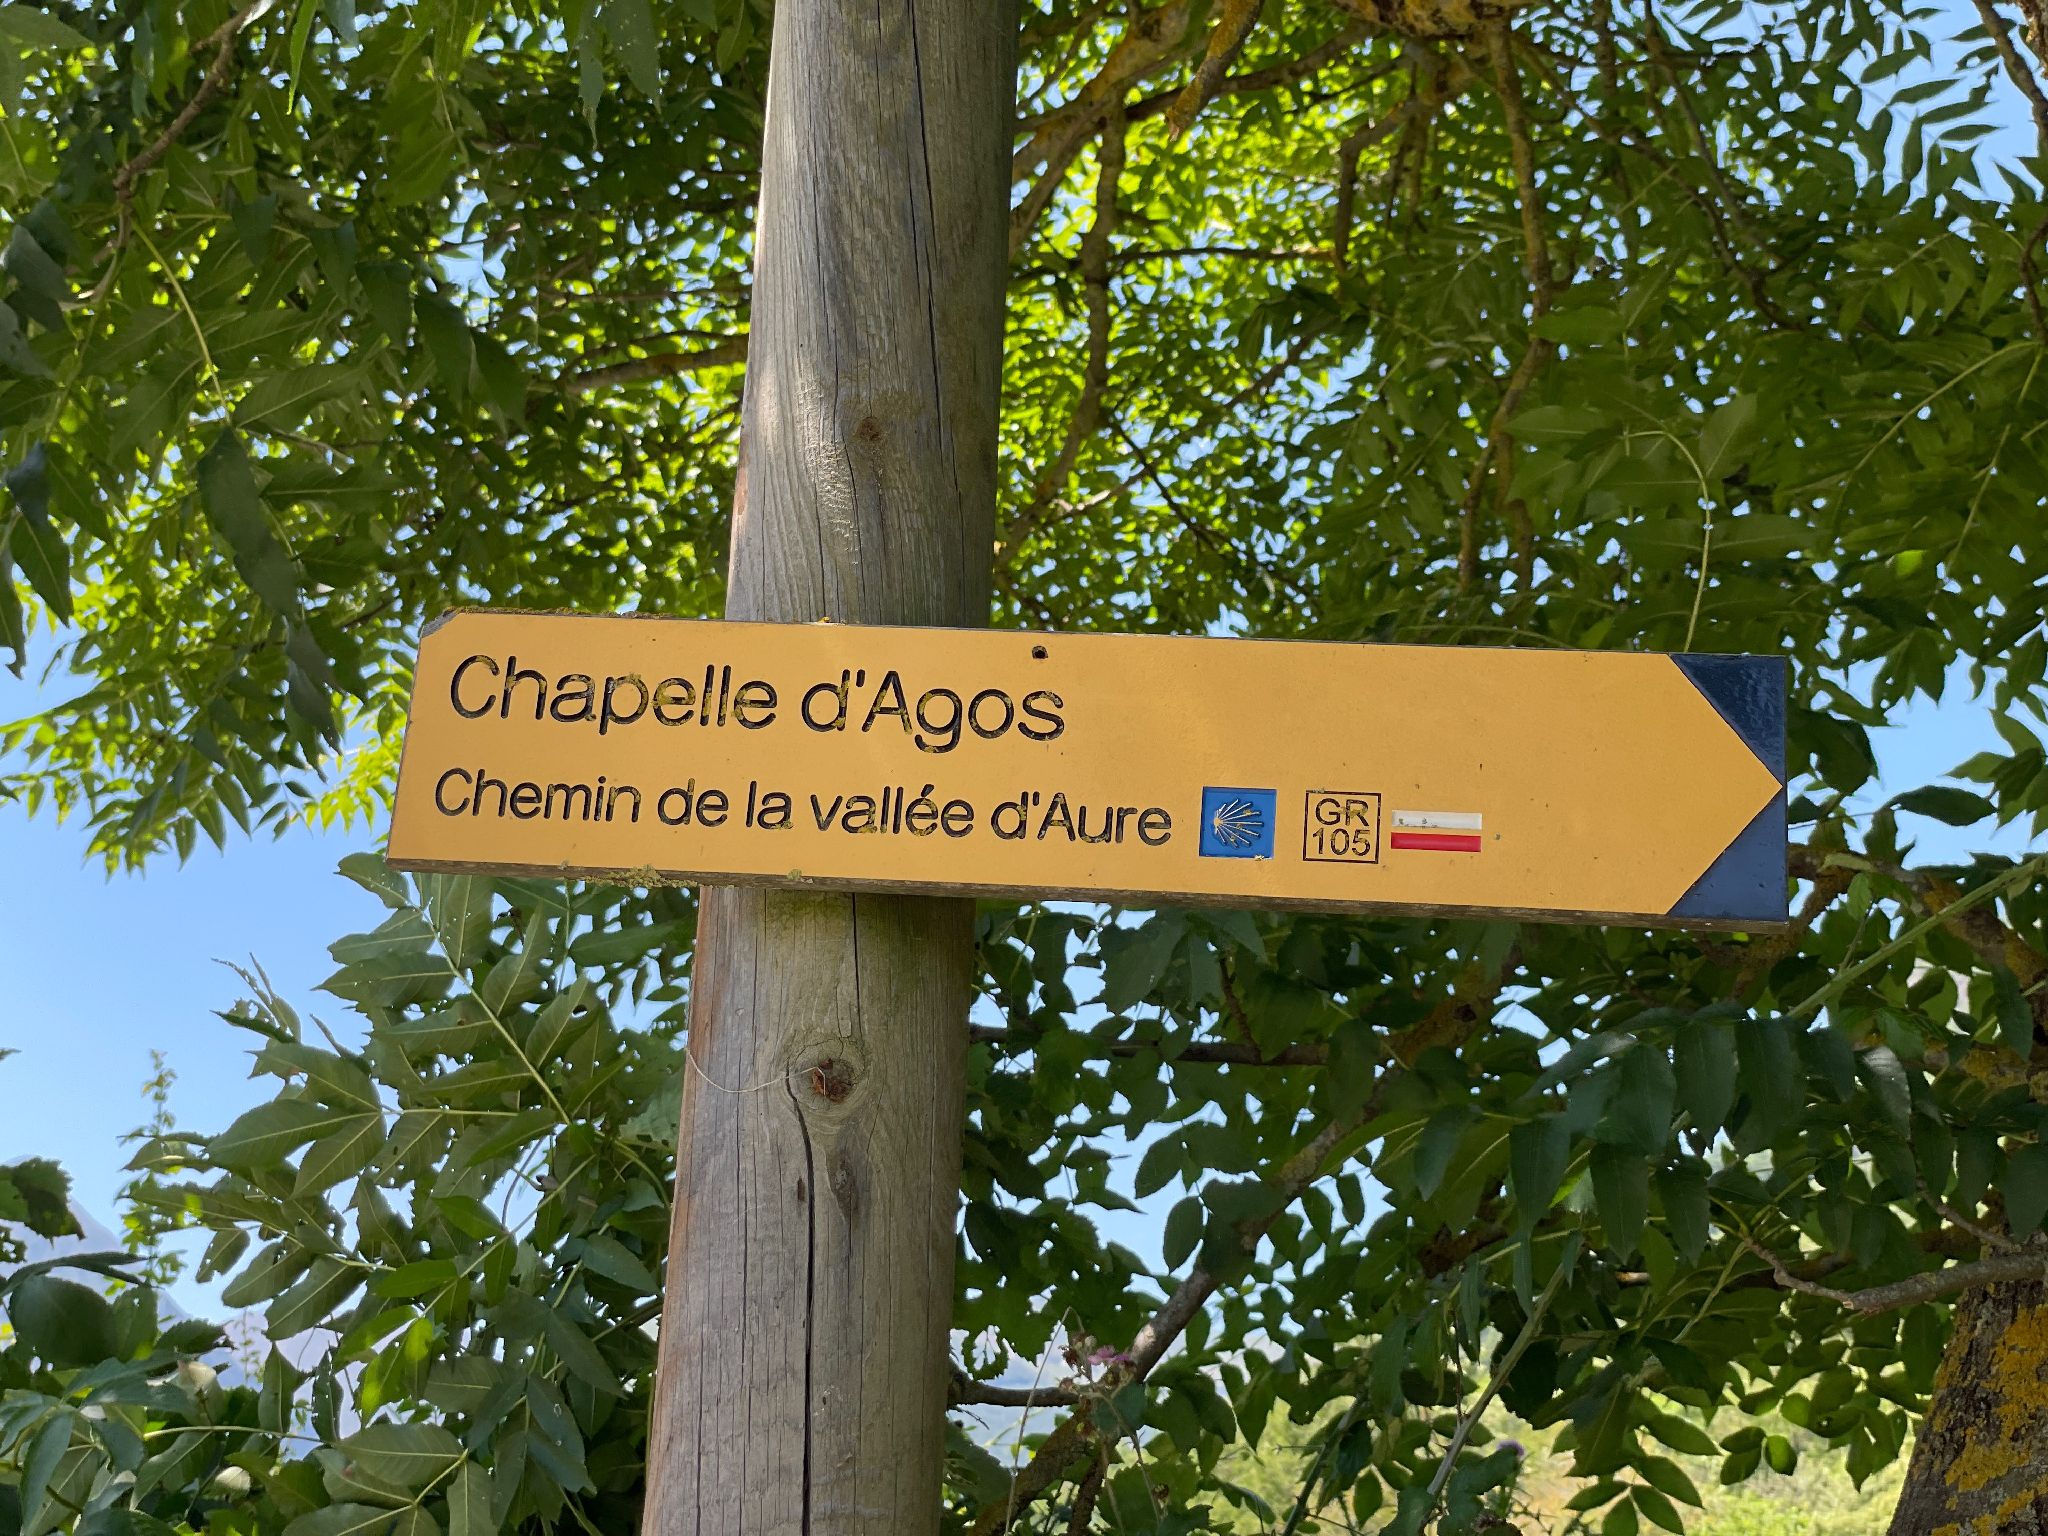 Chapelle d'Agos
Chemin de la vallée d'Aure
GR
105